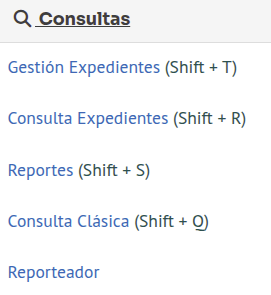 Consultas
Gestión Expedientes (Shift + T)
Consulta Expedientes (Shift + R)
Reportes (Shift + S)
Consulta Clásica (Shift + Q)
Reporteador